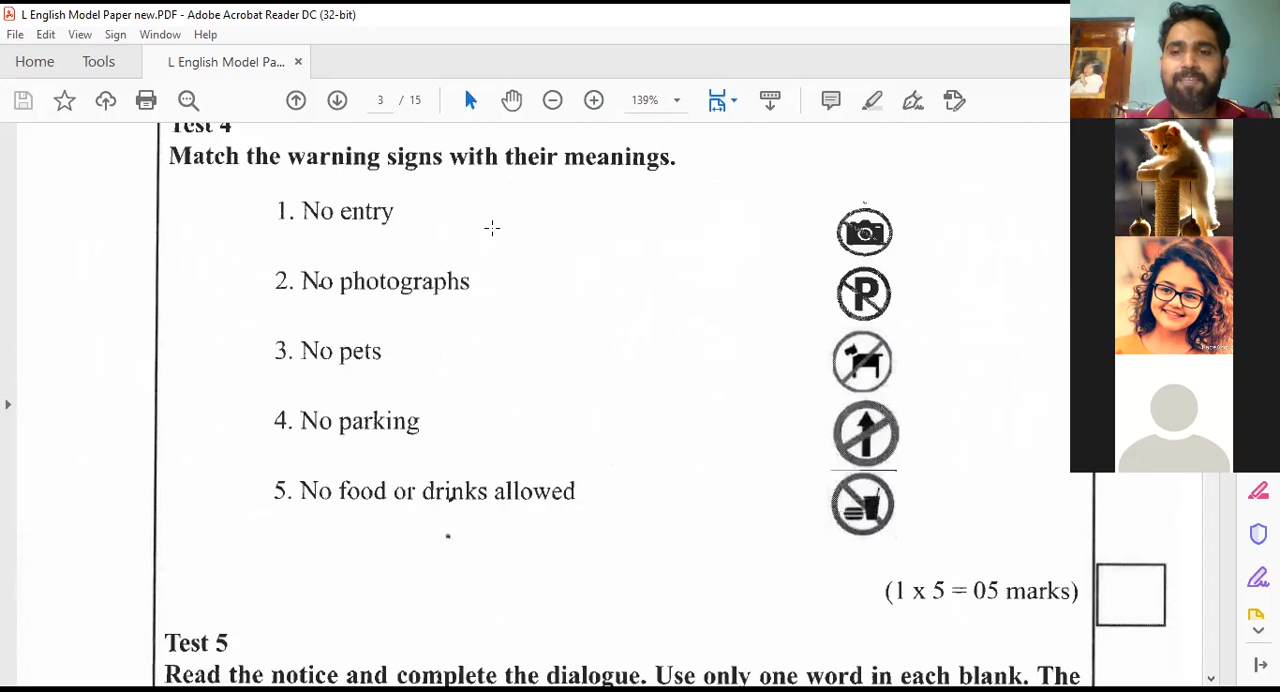 L English Model Paper new.PDF - Adobe Acrobat Reader DC (32-bit)
File Edit View Sign Window Help
Home Tools L English Model Pa... ×
3 / 15 139%
Test 4
Match the warning signs with their meanings.
1. No entry
2. No photographs
3. No pets
4. No parking
P
5. No food or drinks allowed
(1 x 5 = 05 marks)
Test 5
Read the notice and complete the dialogue. Use only one word in each blank. The